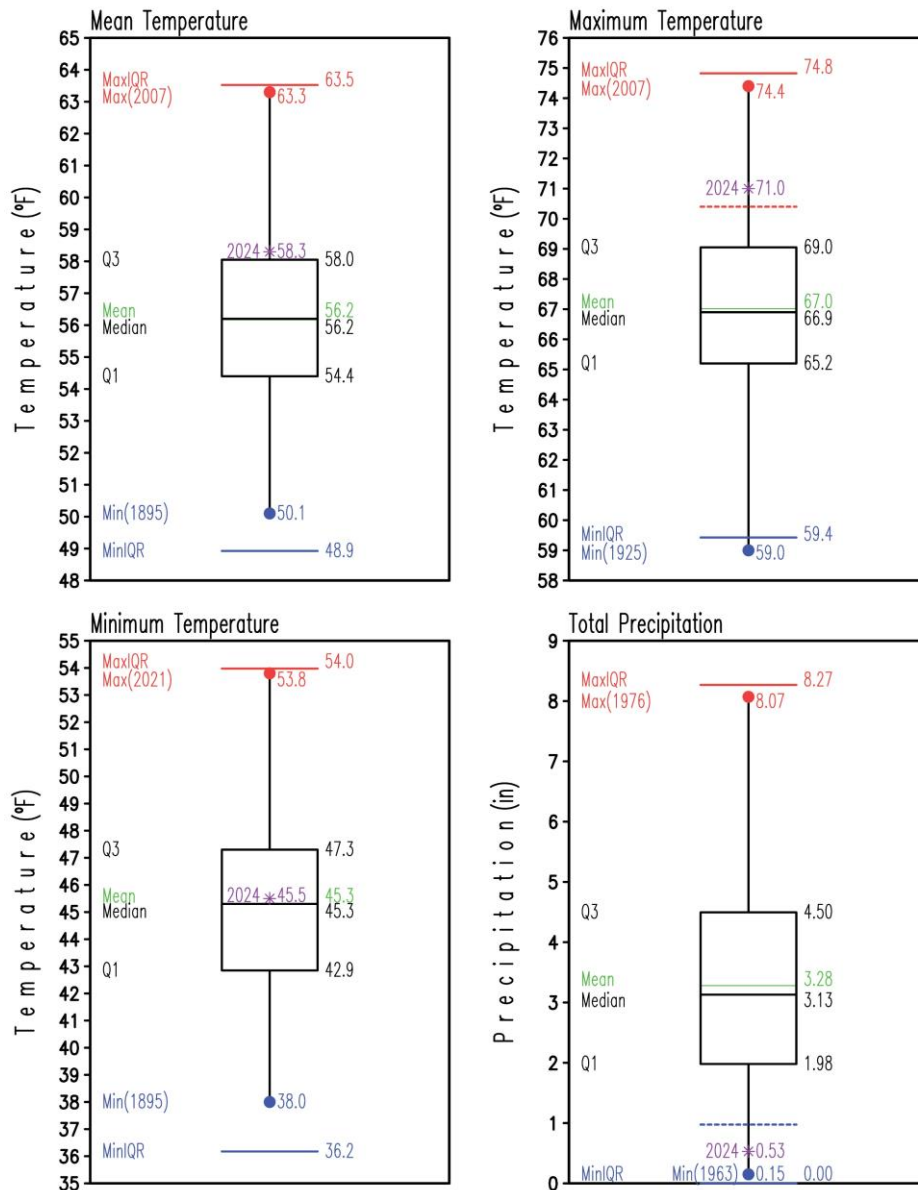 Mean Temperature
65
64
63
62
61
60
59
58
57
56
55
54
53
52
51
50
49
48
Temperature(°F)
MaxIQR 63.5
Max(2007) 63.3
2024 58.3
Q3 58.0
Mean 56.2
Median 56.2
Q1 54.4
Min(1895) 50.1
MinIQR 48.9
Maximum Temperature
76
75
74
73
72
71
70
69
68
67
66
65
64
63
62
61
60
59
58
Temperature(°F)
MaxIQR 74.8
Max(2007) 74.4
2024 71.0
Q3 69.0
Mean 67.0
Median 66.9
Q1 65.2
MinIQR 59.4
Min(1925) 59.0
Minimum Temperature
55
54
53
52
51
50
49
48
47
46
45
44
43
42
41
40
39
38
37
36
35
Temperature(°F)
MaxIQR 54.0
Max(2021) 53.8
Q3 47.3
Mean 2024 45.5 45.3
Median 45.3
Q1 42.9
Min(1895) 38.0
MinIQR 36.2
Total Precipitation
9
8
7
6
5
4
3
2
1
0
Precipitation(in)
MaxIQR 8.27
Max(1976) 8.07
Q3 4.50
Mean 3.28
Median 3.13
Q1 1.98
2024 0.53
MinIQR Min(1963) 0.15 0.00